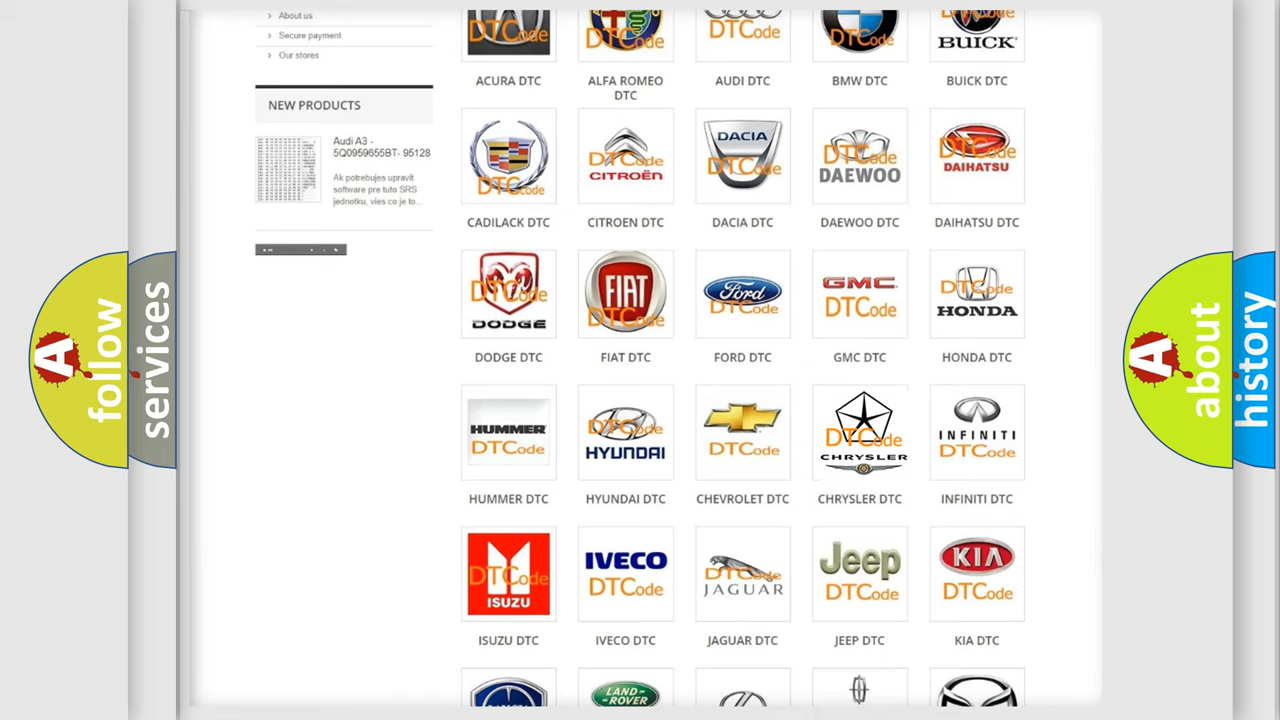 About us
Secure payment
Our stores
NEW PRODUCTS
Audi A3 -
5Q0959655BT- 95128
Ak potrebujes upravit
software pre tuto SRS
jednotku, vies co je to...
DTCode
DTCode
DTCode
DTCode
BUICK
ACURA DTC
ALFA ROMEO
DTC
AUDI DTC
BMW DTC
BUICK DTC
DTCode
DTCode
CITROËN
DACIA
DTCode
DTCode
DAEWOO
DTCode
DAIHATSU
CADILACK DTC
CITROEN DTC
DACIA DTC
DAEWOO DTC
DAIHATSU DTC
DTCode
DODGE
FIAT
DTCode
Ford
DTCode
GMC
DTCode
DTCode
HONDA
DODGE DTC
FIAT DTC
FORD DTC
GMC DTC
HONDA DTC
HUMMER
DTCode
DTCode
HYUNDAI
DTCode
DTCode
CHRYSLER
INFINITI
DTCode
HUMMER DTC
HYUNDAI DTC
CHEVROLET DTC
CHRYSLER DTC
INFINITI DTC
DTCode
ISUZU
IVECO
DTCode
DTCode
JAGUAR
Jeep
DTCode
KIA
DTCode
ISUZU DTC
IVECO DTC
JAGUAR DTC
JEEP DTC
KIA DTC
LAND-
ROVER
A
follow
services
A
about
history